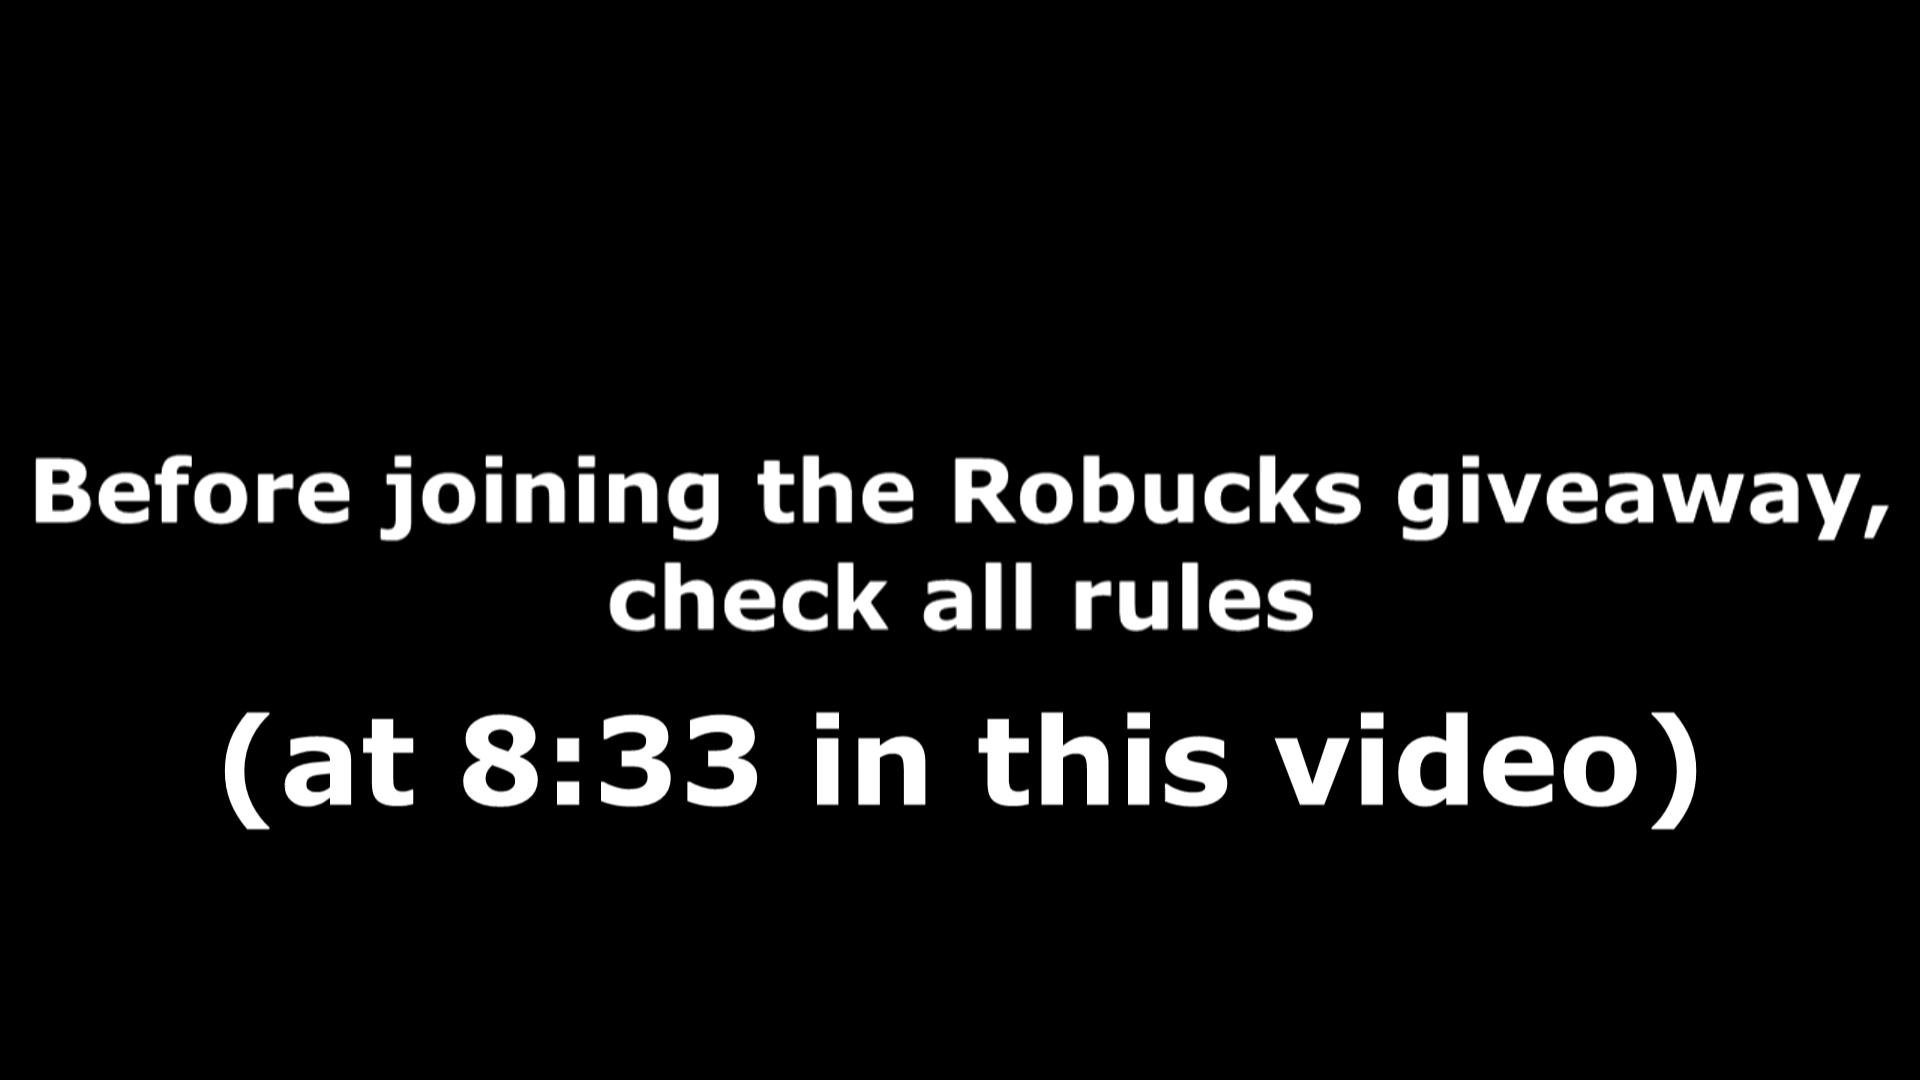 Before joining the Robucks giveaway,
check all rules
(at 8:33 in this video)